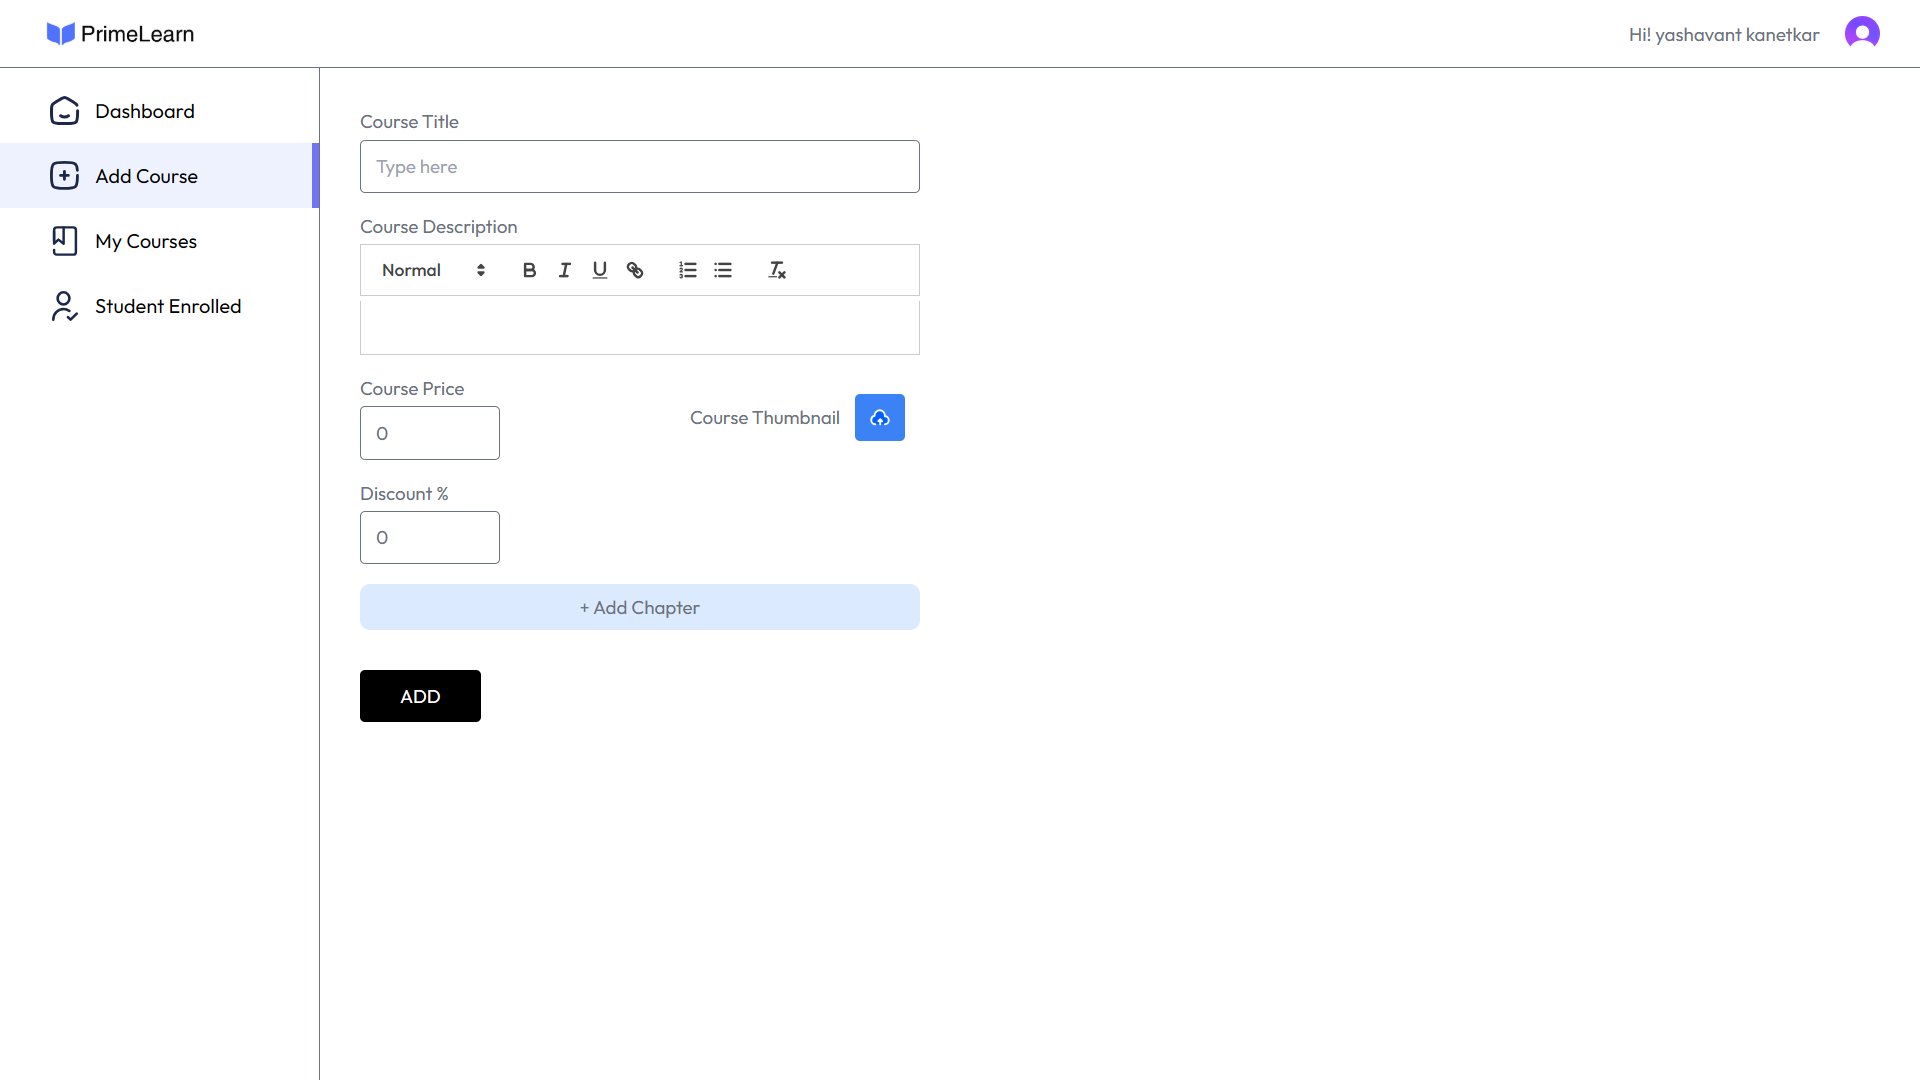 PrimeLearn
Hi! yashavant kanetkar
Dashboard
Add Course
My Courses
Student Enrolled
Course Title
Type here
Course Description
Normal
Course Price
0
Course Thumbnail
Discount %
0
+ Add Chapter
ADD